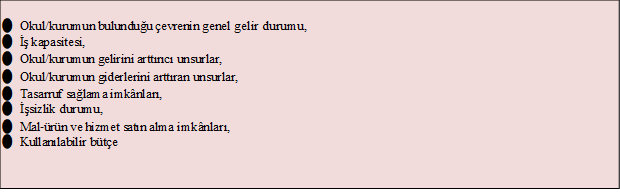 ● Okul/kurumun bulunduğu çevrenin genel gelir durumu,
● İş kapasitesi,
● Okul/kurumun gelirini arttırıcı unsurlar,
● Okul/kurumun giderlerini arttıran unsurlar,
● Tasarruf sağlama imkânları,
● İşsizlik durumu,
● Mal-ürün ve hizmet satın alma imkânları,
● Kullanılabilir bütçe